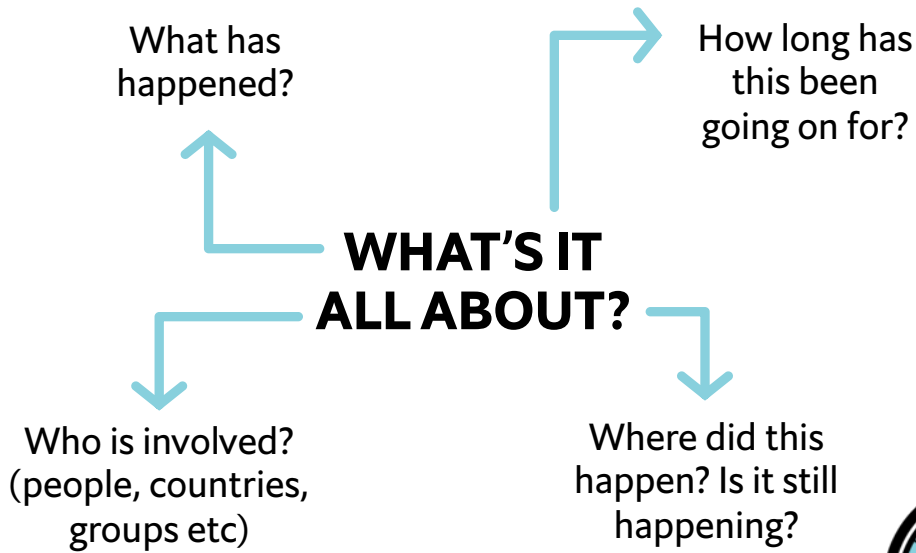 What has
happened?
How long has
this been
going on for?
WHAT'S IT
ALL ABOUT?
Who is involved?
(people, countries,
groups etc)
Where did this
happen? Is it still
happening?